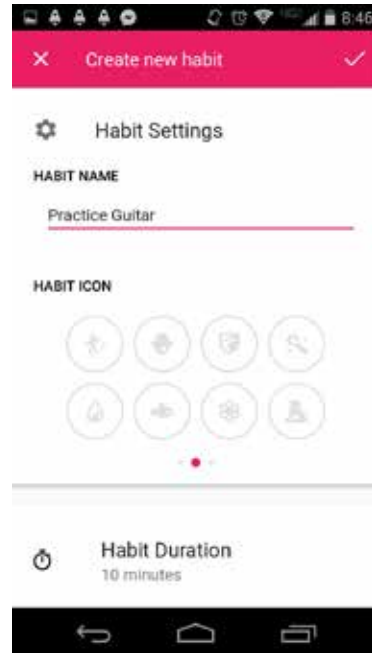 8:46
Create new habit
Habit Settings
HABIT NAME
Practice Guitar
HABIT ICON
Habit Duration
10 minutes